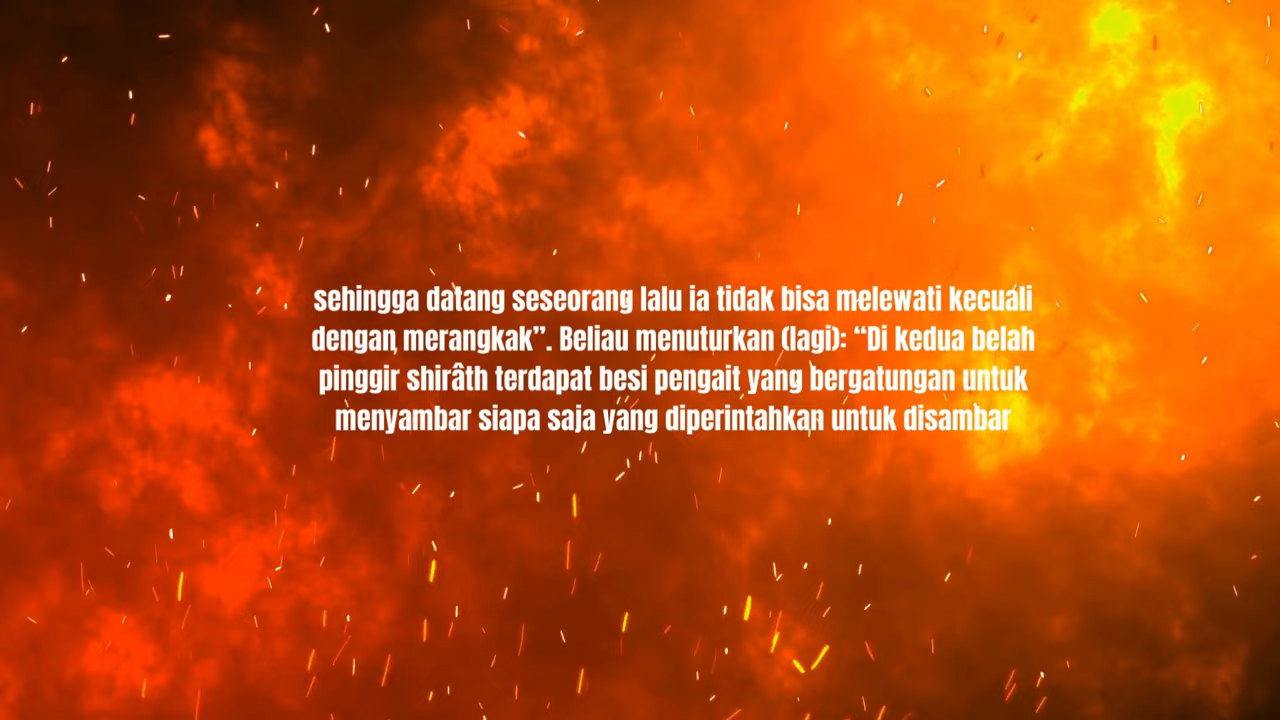 sehingga datang seseorang lalu ia tidak bisa melewati kecuali
dengan merangkak”. Beliau menuturkan (lagi): “Di kedua belah
pinggir shirâth terdapat besi pengait yang bergatungan untuk
menyambar siapa saja yang diperintahkan untuk disambar